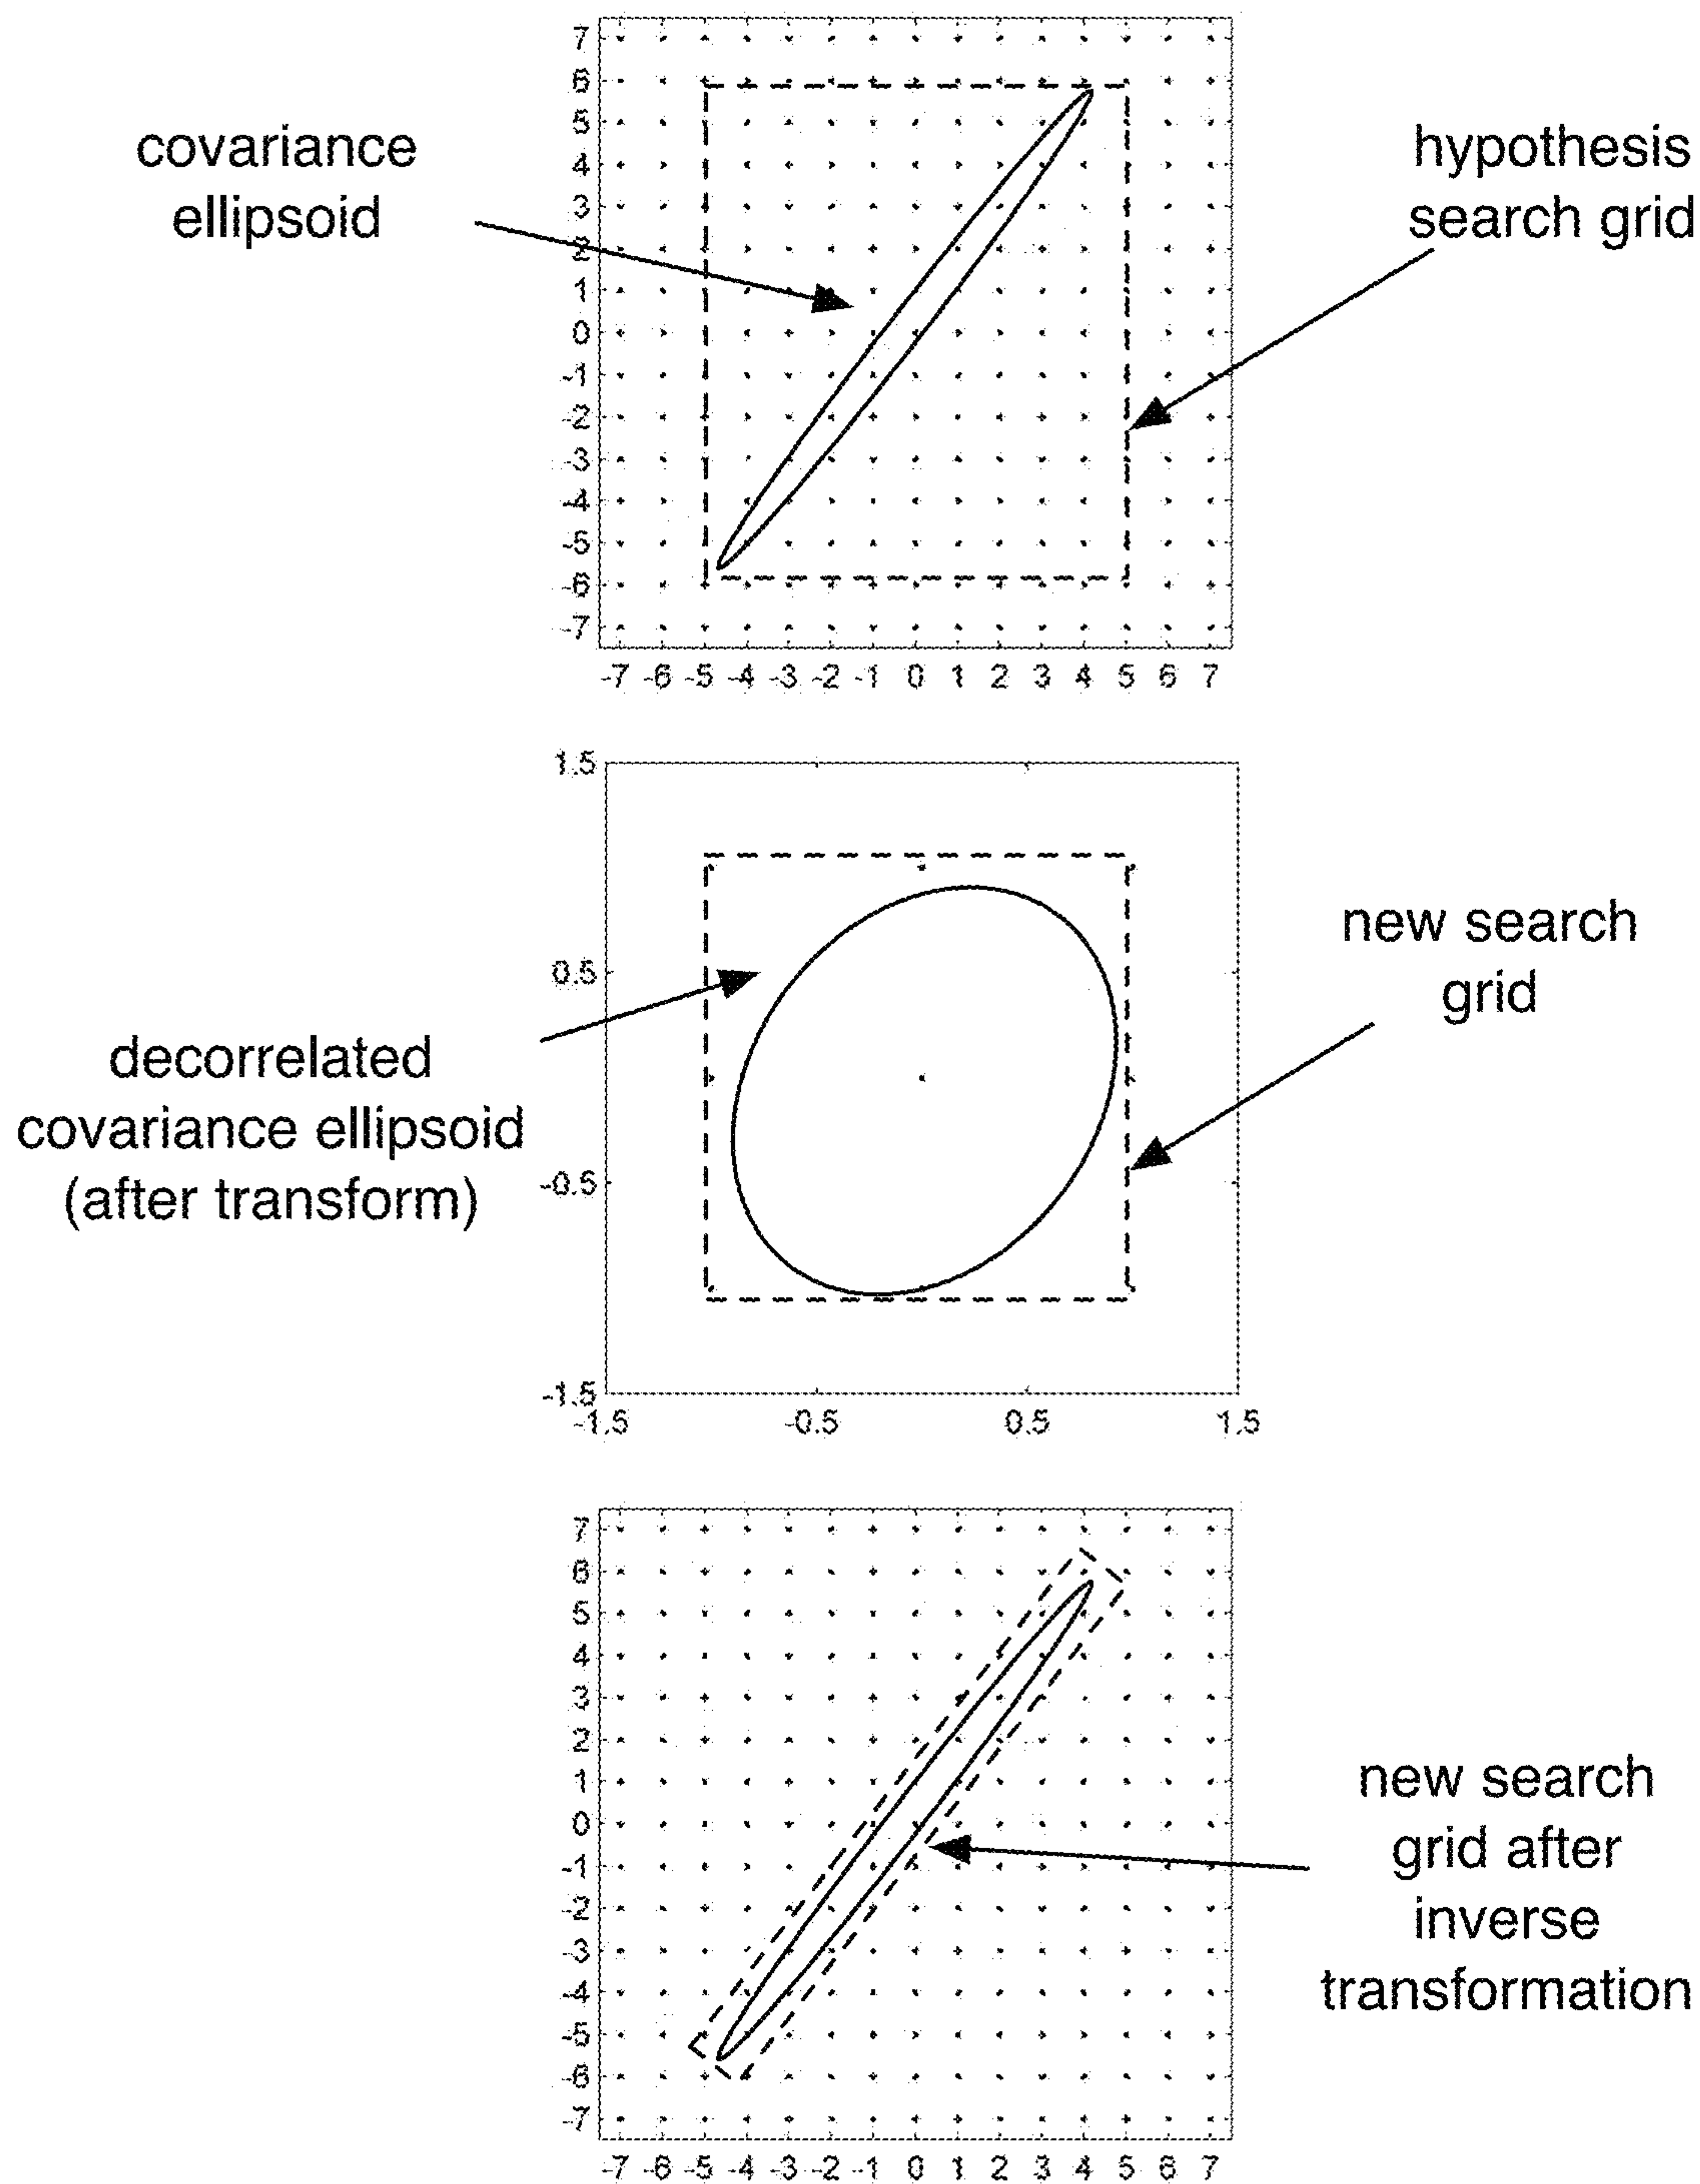 covariance
ellipsoid
hypothesis
search grid
7
6
5
4
3
2
1
0
-1
-2
-3
-4
-5
-6
-7
-7 -6 -5 -4 -3 -2 -1 0 1 2 3 4 5 6 7
decorrelated
covariance ellipsoid
(after transform)
new search
grid
1.5
0.5
-0.5
-1.5
-1.5 -0.5 0.5 1.5
new search
grid after
inverse
transformation
7
6
5
4
3
2
1
0
-1
-2
-3
-4
-5
-6
-7
-7 -6 -5 -4 -3 -2 -1 0 1 2 3 4 5 6 7